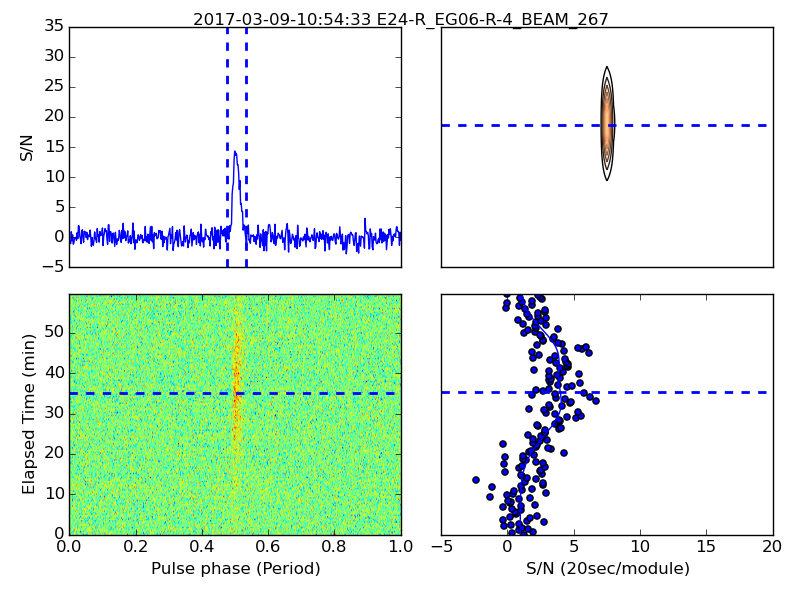 2017-03-09-10:54:33 E24-R_EG06-R-4_BEAM_267
35
30
25
20
15
10
5
0
−5
S/N
50
40
30
20
10
0
Elapsed Time (min)
0.0 0.2 0.4 0.6 0.8 1.0
Pulse phase (Period)
−5 0 5 10 15 20
S/N (20sec/module)